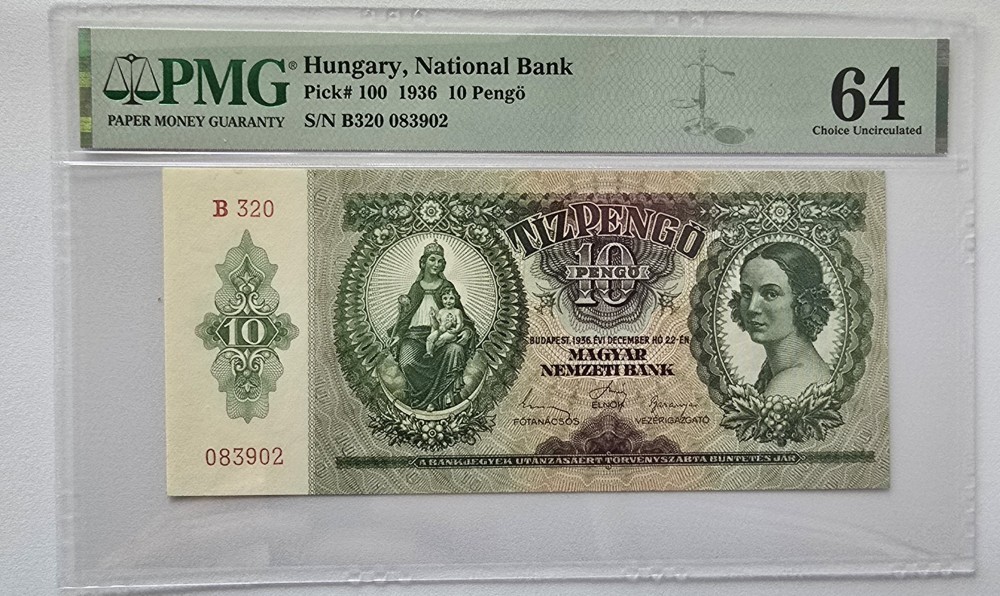 PMG®
PAPER MONEY GUARANTY
Hungary, National Bank
Pick# 100 1936 10 Pengö
S/N B320 083902
64
Choice Uncirculated
B 320
10
083902
TÍZPENGŐ
10
PENGŐ
BUDAPEST, 1936. ÉVI DECEMBER HÓ 22-ÉN
MAGYAR
NEMZETI BANK
ELNÖK
FŐTANÁCSOS VEZÉRIGAZGATÓ
A BANKJEGYEK UTÁNZÁSÁÉRT TÖRVÉNYSZABTA BÜNTETÉS JÁR